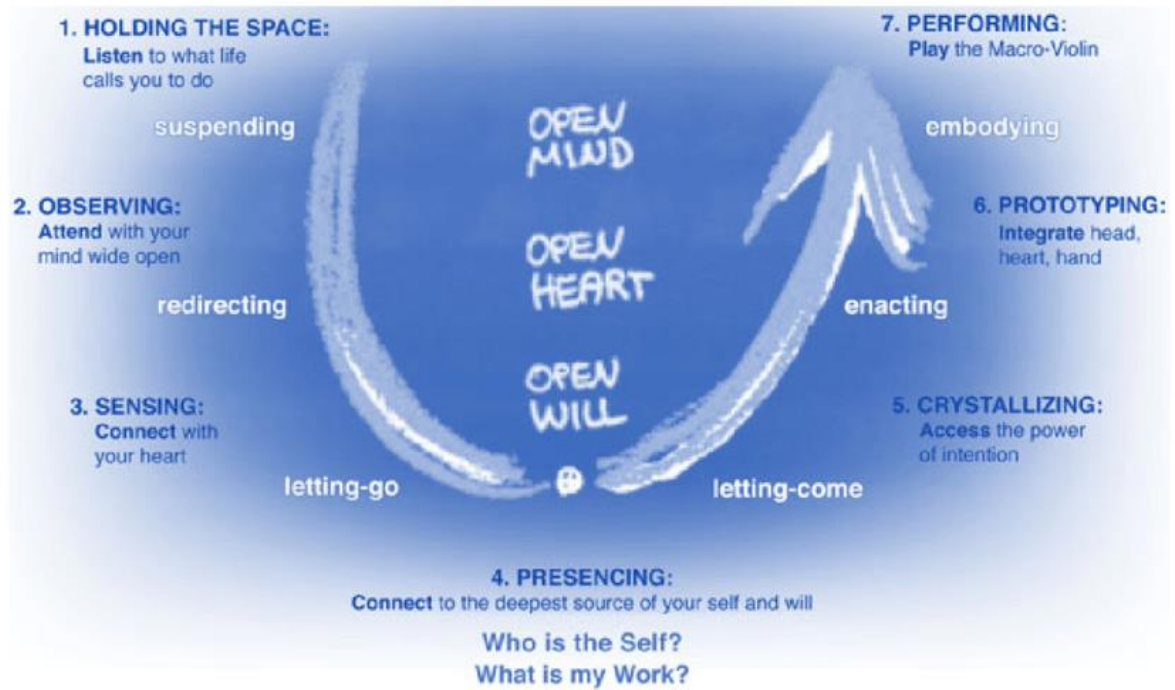 1. HOLDING THE SPACE:
Listen to what life
calls you to do
suspending
2. OBSERVING:
Attend with your
mind wide open
redirecting
3. SENSING:
Connect with
your heart
letting-go
OPEN
MIND
OPEN
HEART
OPEN
WILL
4. PRESENCING:
Connect to the deepest source of your self and will
Who is the Self?
What is my Work?
letting-come
5. CRYSTALLIZING:
Access the power
of intention
enacting
6. PROTOTYPING:
Integrate head,
heart, hand
embodying
7. PERFORMING:
Play the Macro-Violin